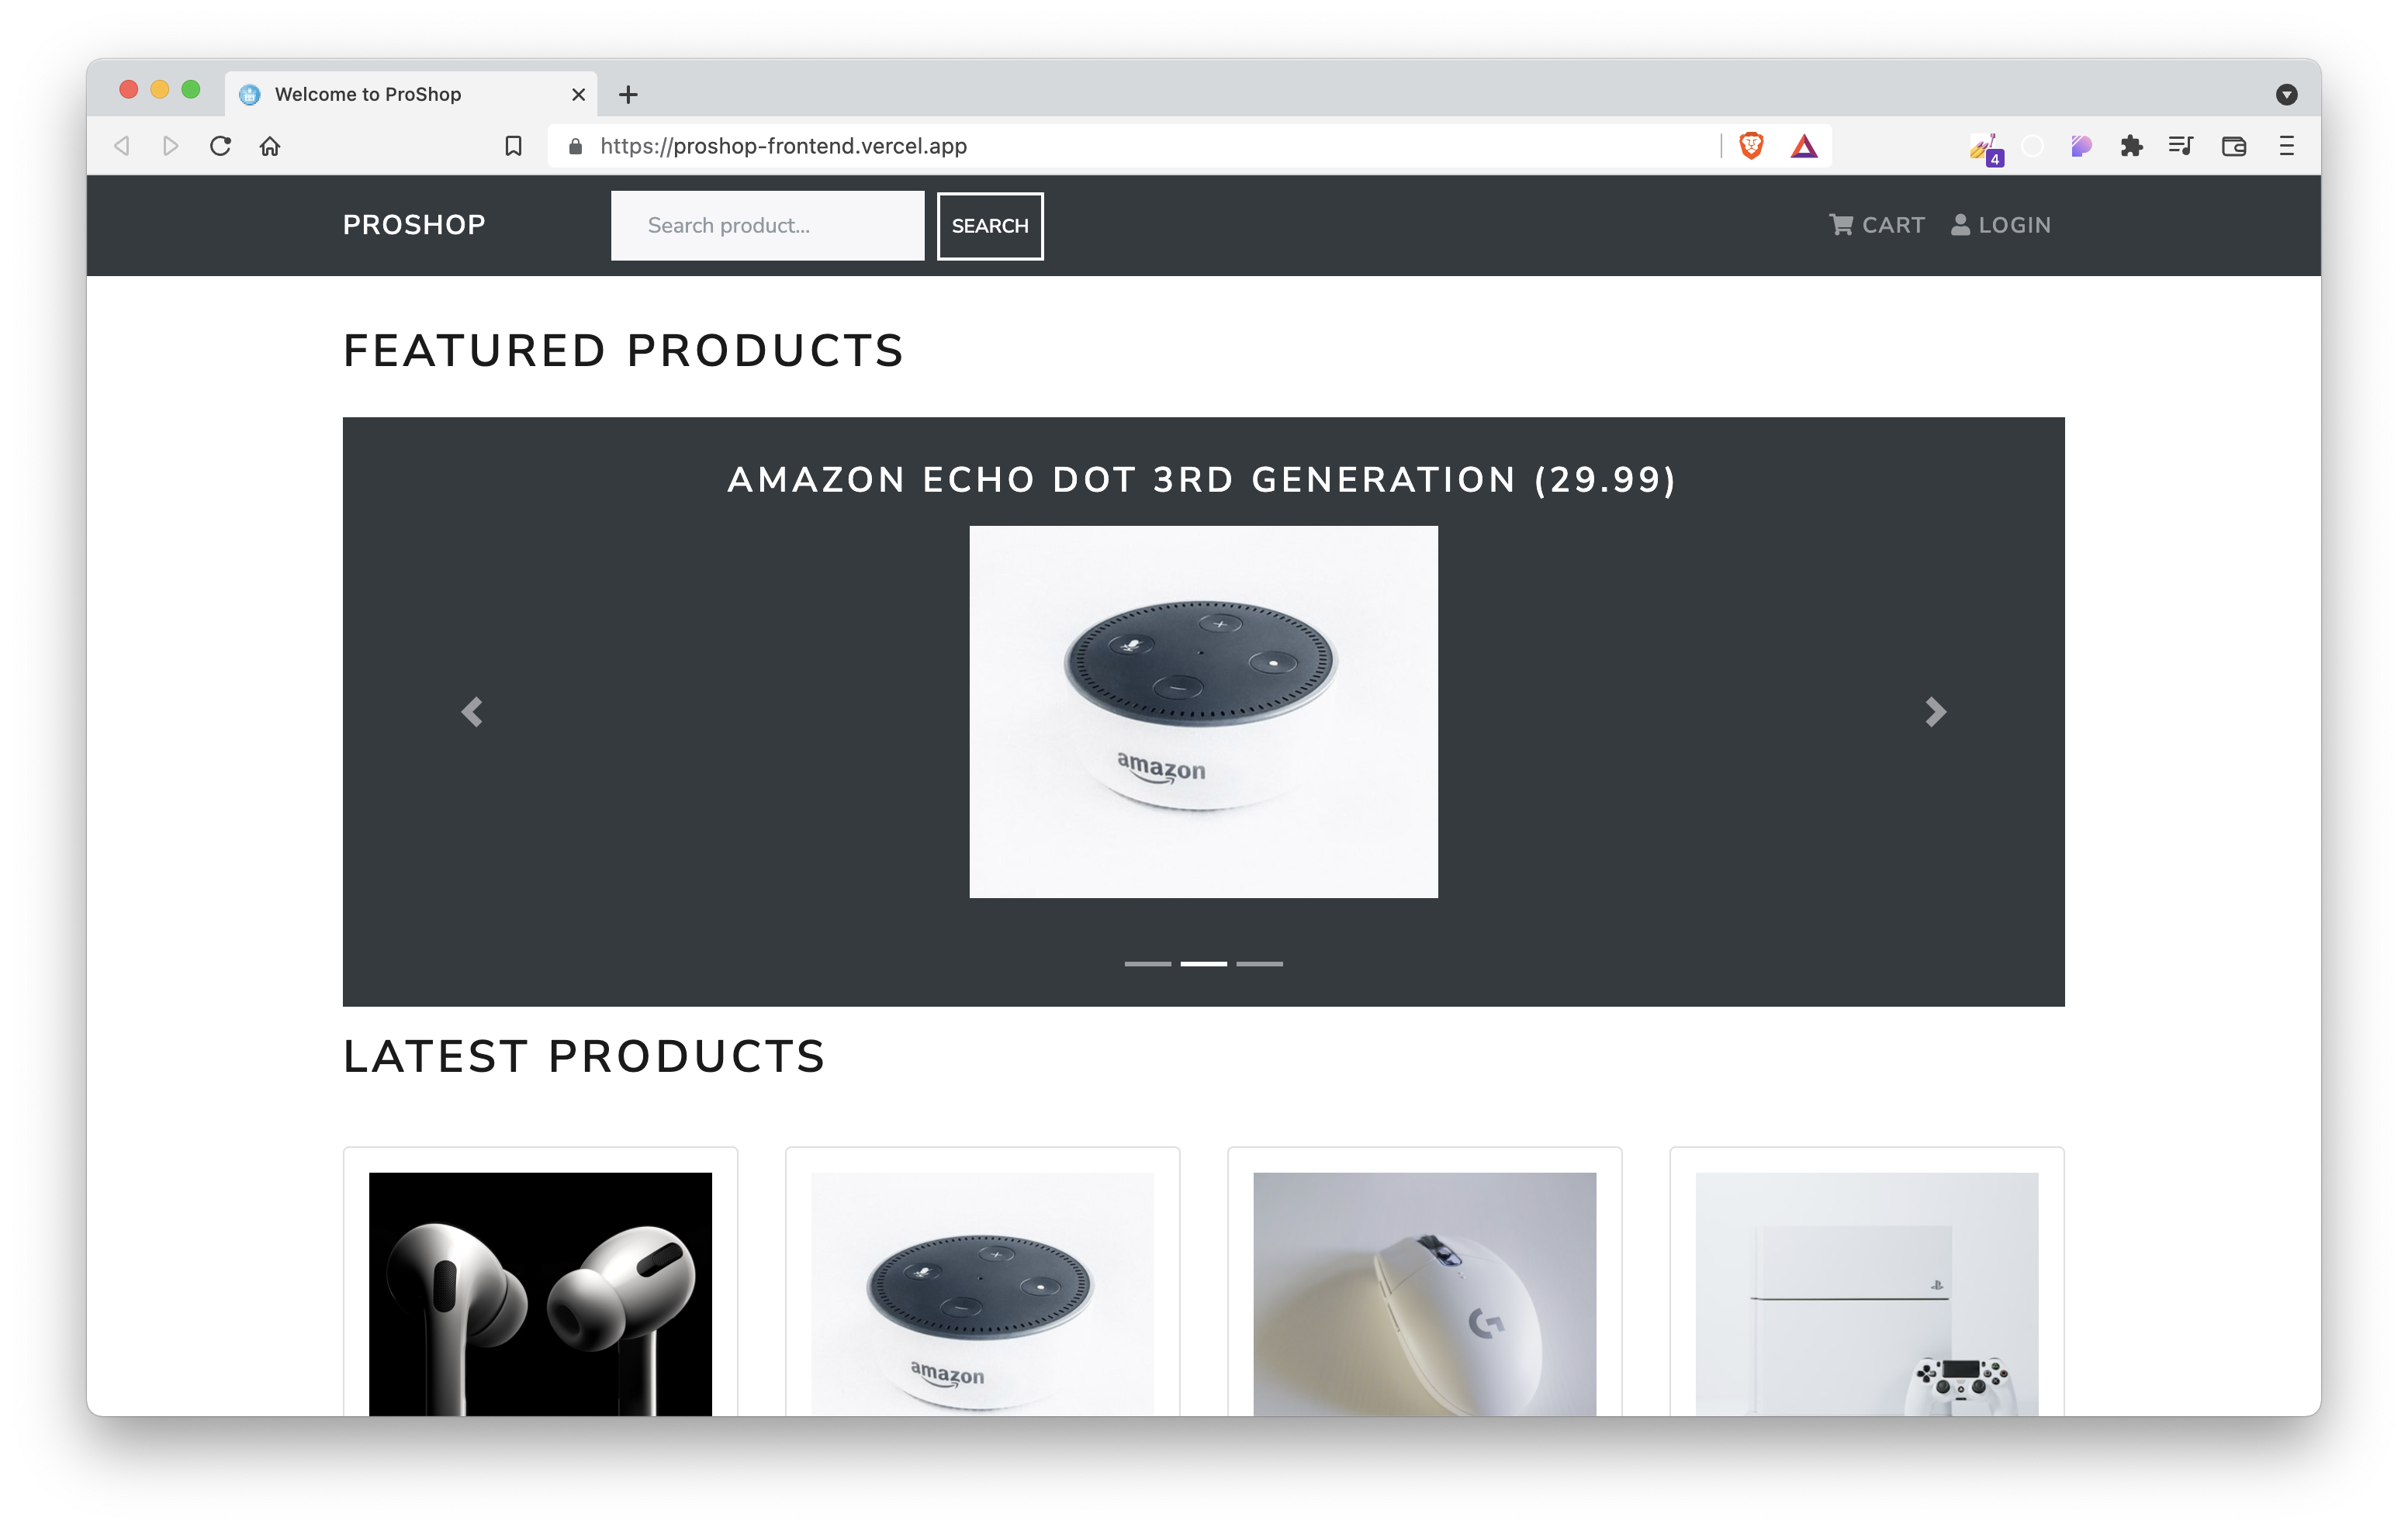 Welcome to ProShop
https://proshop-frontend.vercel.app
4
PROSHOP
Search product...
SEARCH
CART
LOGIN
FEATURED PRODUCTS
AMAZON ECHO DOT 3RD GENERATION (29.99)
amazon
LATEST PRODUCTS
amazon
G